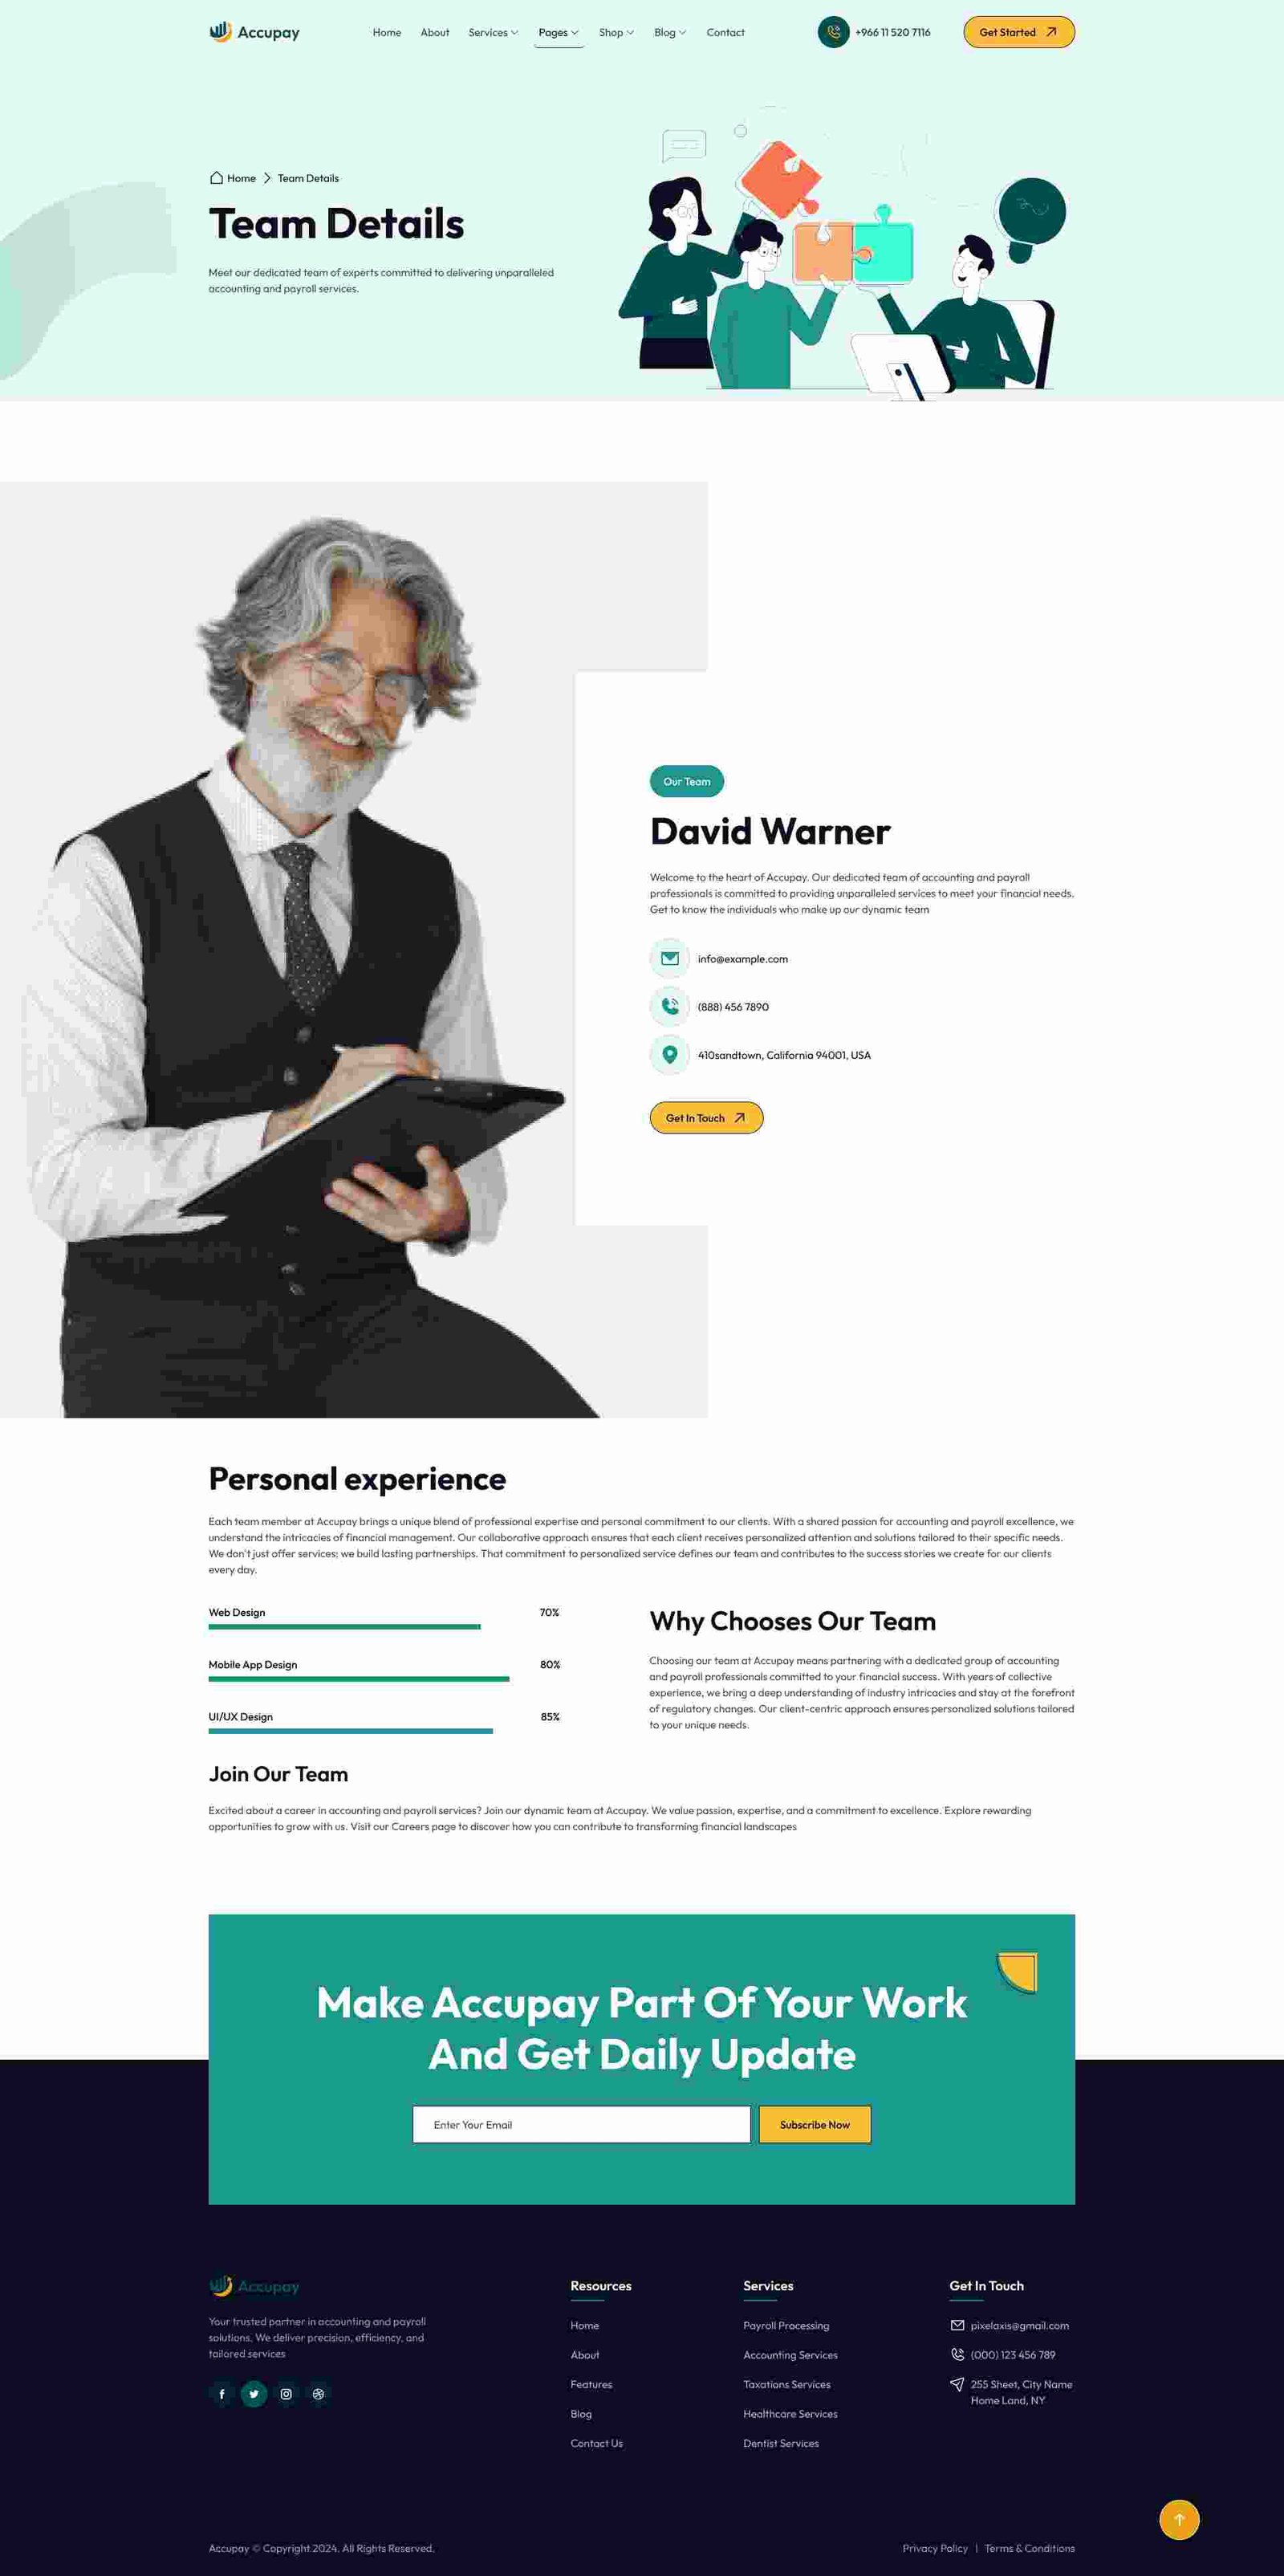 Accupay
Home About Services Pages Shop Blog Contact
+966 11 520 7116
Get Started
Home Team Details
Team Details
Meet our dedicated team of experts committed to delivering unparalleled
accounting and payroll services.
Our Team
David Warner
Welcome to the heart of Accupay. Our dedicated team of accounting and payroll
professionals is committed to providing unparalleled services to meet your financial needs.
Get to know the individuals who make up our dynamic team
info@example.com
(888) 456 7890
410sandtown, California 94001, USA
Get In Touch
Personal experience
Each team member at Accupay brings a unique blend of professional expertise and personal commitment to our clients. With a shared passion for accounting and payroll excellence, we
understand the intricacies of financial management. Our collaborative approach ensures that each client receives personalized attention and solutions tailored to their specific needs.
We don't just offer services; we build lasting partnerships. That commitment to personalized service defines our team and contributes to the success stories we create for our clients
every day.
Web Design 70%
Mobile App Design 80%
UI/UX Design 85%
Why Chooses Our Team
Choosing our team at Accupay means partnering with a dedicated group of accounting
and payroll professionals committed to your financial success. With years of collective
experience, we bring a deep understanding of industry intricacies and stay at the forefront
of regulatory changes. Our client-centric approach ensures personalized solutions tailored
to your unique needs.
Join Our Team
Excited about a career in accounting and payroll services? Join our dynamic team at Accupay. We value passion, expertise, and a commitment to excellence. Explore rewarding
opportunities to grow with us. Visit our Careers page to discover how you can contribute to transforming financial landscapes
Make Accupay Part Of Your Work
And Get Daily Update
Enter Your Email
Subscribe Now
Accupay
Your trusted partner in accounting and payroll
solutions. We deliver precision, efficiency, and
tailored services
Resources
Home
About
Features
Blog
Contact Us
Services
Payroll Processing
Accounting Services
Taxations Services
Healthcare Services
Dentist Services
Get In Touch
pixelaxis@gmail.com
(000) 123 456 789
255 Sheet, City Name
Home Land, NY
Accupay © Copyright 2024. All Rights Reserved.
Privacy Policy | Terms & Conditions